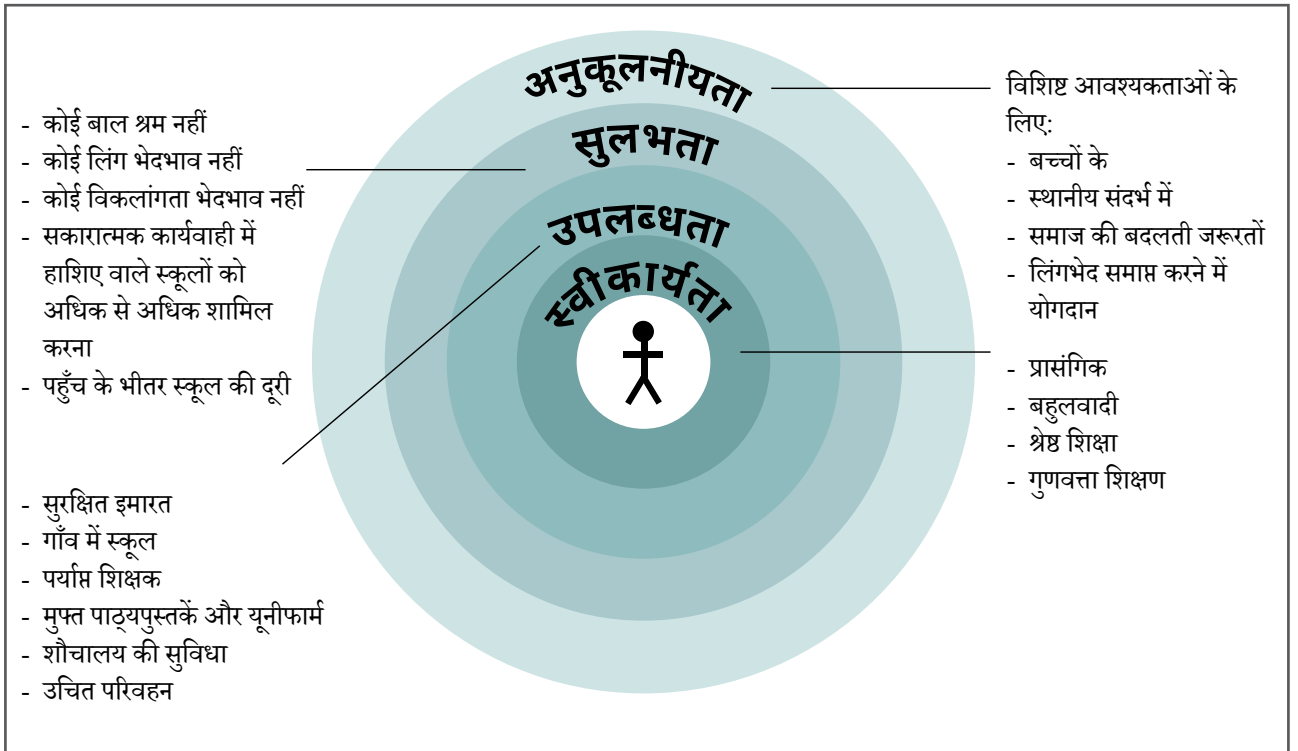 अनुकूलनीयता
सुलभता
उपलब्धता
स्वीकार्यता
- कोई बाल श्रम नहीं
- कोई लिंग भेदभाव नहीं
- कोई विकलांगता भेदभाव नहीं
- सकारात्मक कार्यवाही में
हाशिए वाले स्कूलों को
अधिक से अधिक शामिल
करना
- पहुँच के भीतर स्कूल की दूरी
- सुरक्षित इमारत
- गाँव में स्कूल
- पर्याप्त शिक्षक
- मुफ्त पाठ्यपुस्तकें और यूनीफार्म
- शौचालय की सुविधा
- उचित परिवहन
विशिष्ट आवश्यकताओं के
लिए:
- बच्चों के
- स्थानीय संदर्भ में
- समाज की बदलती जरूरतों
- लिंगभेद समाप्त करने में
योगदान
- प्रासंगिक
- बहुलवादी
- श्रेष्ठ शिक्षा
- गुणवत्ता शिक्षण